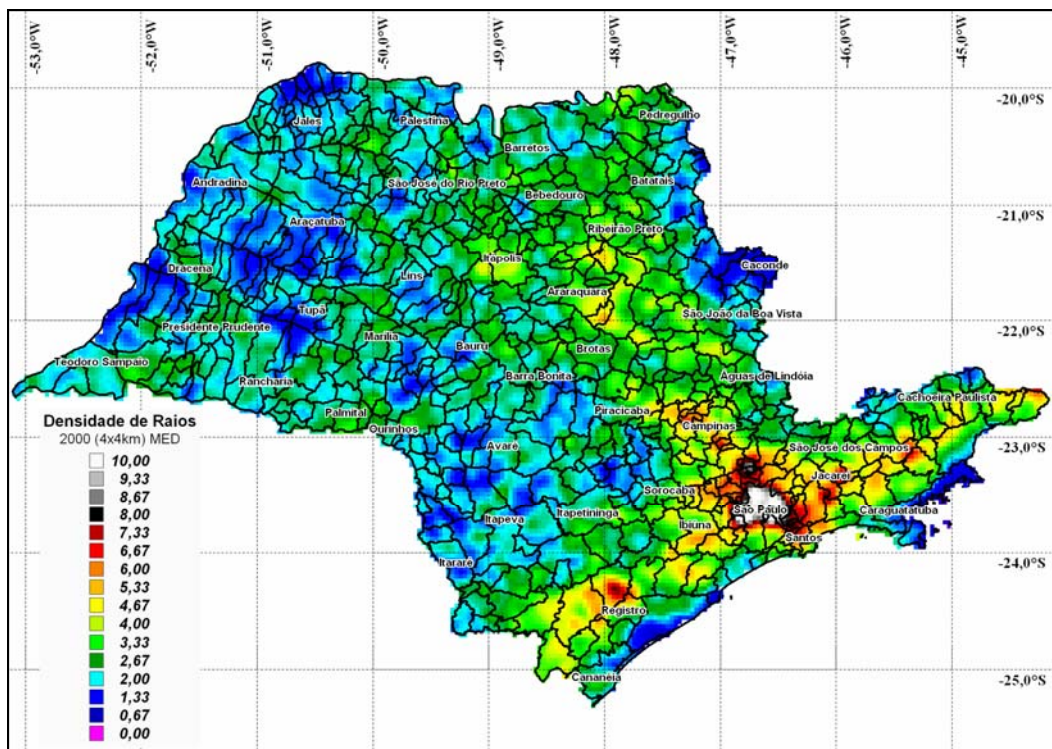 -53,0°W
-52,0°W
-51,0°W
-50,0°W
-49,0°W
-48,0°W
-47,0°W
-46,0°W
-45,0°W
-20,0°S
Pedregulho
Jales
Palestina
Barretos
Andradina
São José do Rio Preto
Batatais
Bebedouro
-21,0°S
Araçatuba
Ribeirão Preto
Itápolis
Caconde
Dracena
Lins
Araraquara
Tupã
São João da Boa Vista
-22,0°S
Presidente Prudente
Marília
Bauru
Brotas
Teodoro Sampaio
Rancharia
Barra Bonita
Águas de Lindóia
Cachoeira Paulista
Palmital
Piracicaba
Ourinhos
Campinas
-23,0°S
Avaré
São José dos Campos
Jacareí
Sorocaba
São Paulo
Caraguatatuba
Itapeva
Itapetininga
Ibiuna
Santos
-24,0°S
Itararé
Registro
Cananéia
-25,0°S
Densidade de Raios
2000 (4x4km) MED
10,00
9,33
8,67
8,00
7,33
6,67
6,00
5,33
4,67
4,00
3,33
2,67
2,00
1,33
0,67
0,00